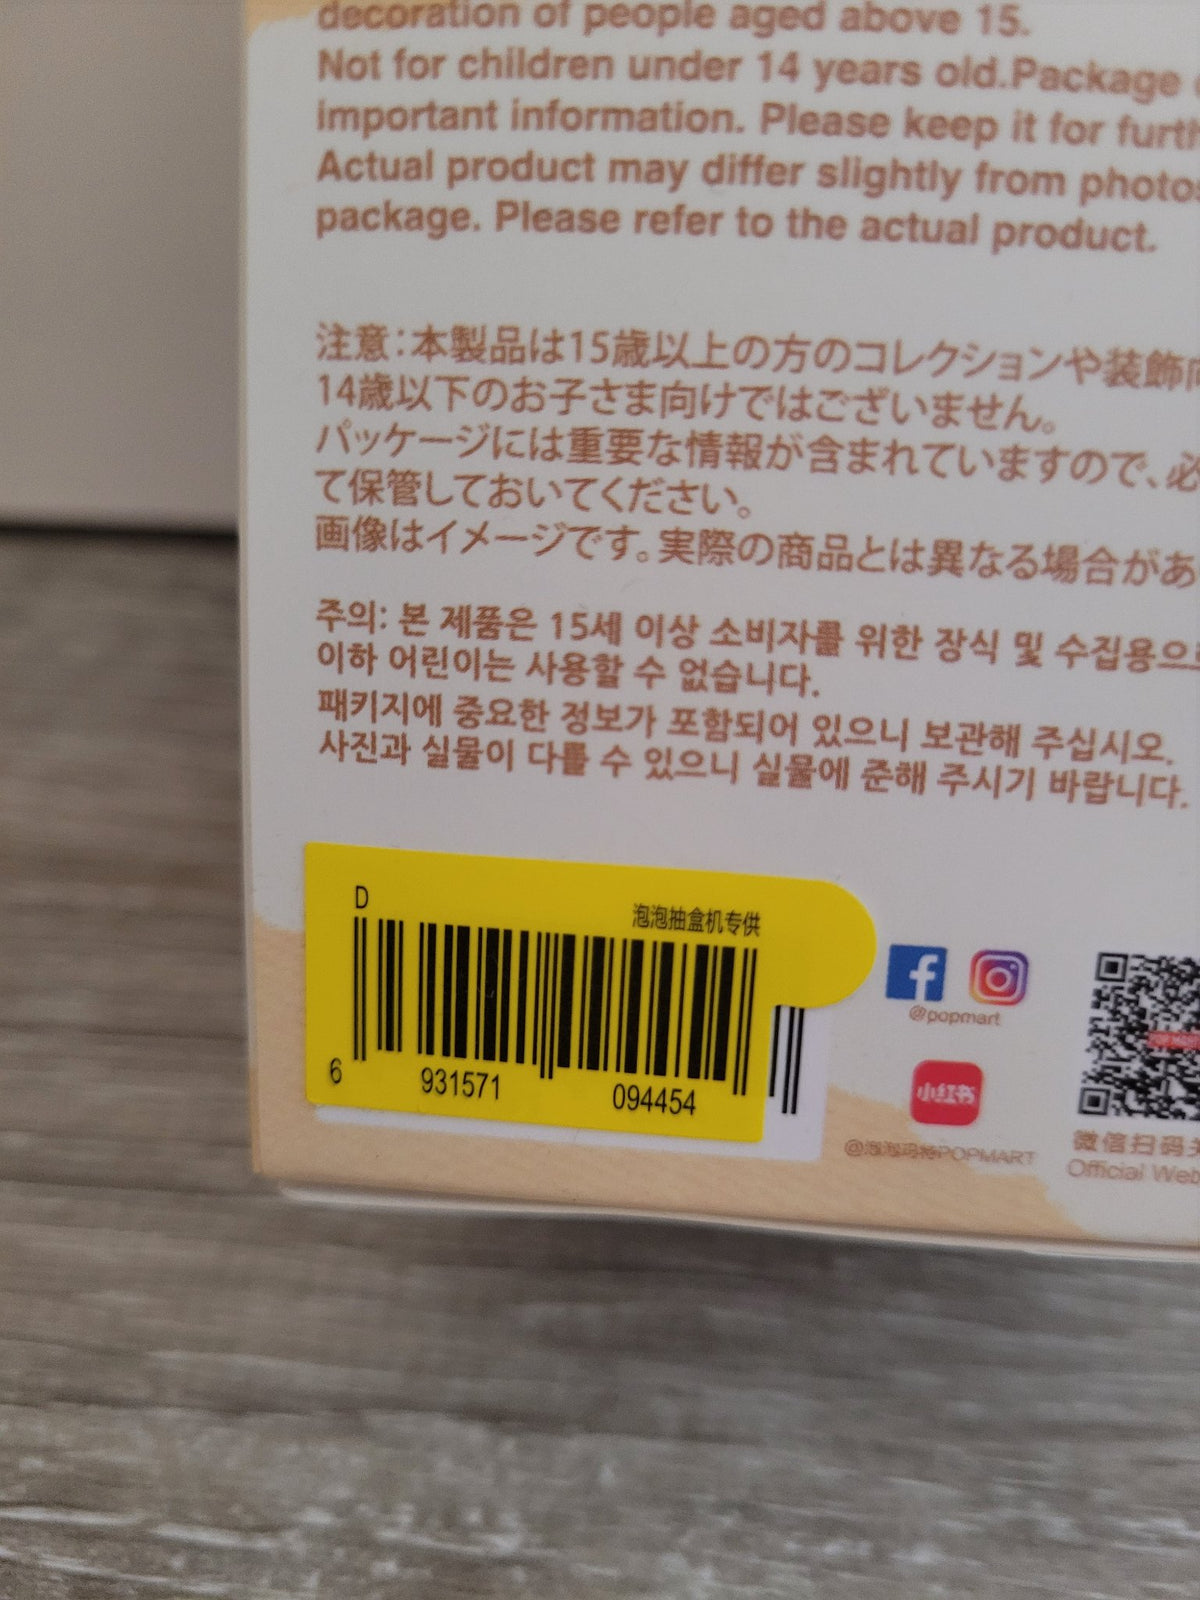 decoration of people aged above 15.
Not for children under 14 years old.Package
important information. Please keep it for
Actual product may differ slightly from
package. Please refer to the actual product.
注意：本製品は15歳以上の方のコレクションや装飾
14歳以下のお子さま向けではございません。
パッケージには重要な情報が含まれていますので、必
て保管しておいてください。
画像はイメージです。実際の商品とは異なる場合があ
주의: 본 제품은 15세 이상 소비자를 위한 장식 및 수집용으
이하 어린이는 사용할 수 없습니다.
패키지에 중요한 정보가 포함되어 있으니 보관해 주십시오.
사진과 실물이 다를 수 있으니 실물에 준해 주시기 바랍니다.
D
泡泡抽盒机专供
6 931571 094454
@popmart
小红书
@泡泡玛特POPMART
微信扫码
Official